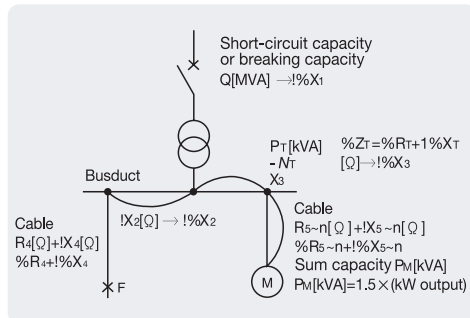 Short-circuit capacity
or breaking capacity
Q[MVA] →!%X1
PT[kVA]
- NT
X3
%ZT=%RT+1%XT
[Ω]→!%X3
Busduct
!X2[Ω] → !%X2
Cable
R4[Ω]+!X4[Ω]
%R4+!%X4
F
Cable
R5~n[Ω]+!X5~n[Ω]
%R5~n+!%X5~n
M
Sum capacity PM[kVA]
PM[kVA]=1.5×(kW output)